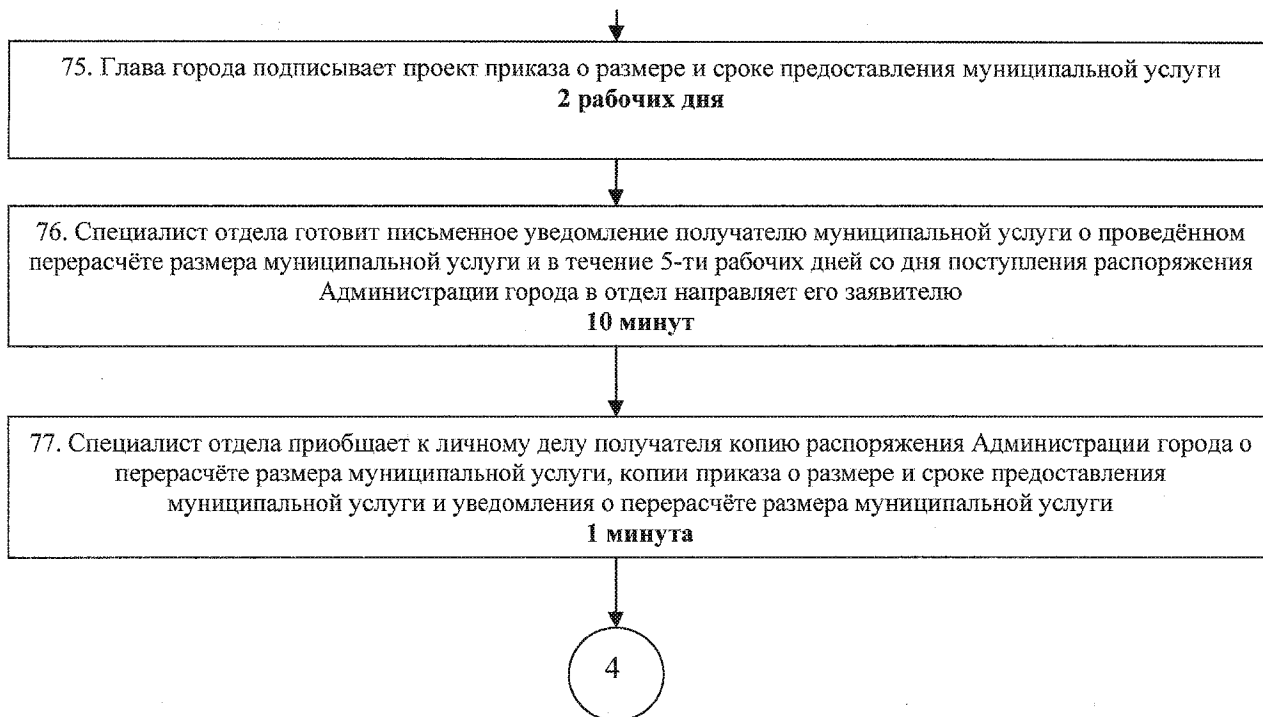 75. Глава города подписывает проект приказа о размере и сроке предоставления муниципальной услуги
2 рабочих дня
76. Специалист отдела готовит письменное уведомление получателю муниципальной услуги о проведённом
перерасчёте размера муниципальной услуги и в течение 5-ти рабочих дней со дня поступления распоряжения
Администрации города в отдел направляет его заявителю
10 минут
77. Специалист отдела приобщает к личному делу получателя копию распоряжения Администрации города о
перерасчёте размера муниципальной услуги, копии приказа о размере и сроке предоставления
муниципальной услуги и уведомления о перерасчёте размера муниципальной услуги
1 минута
4